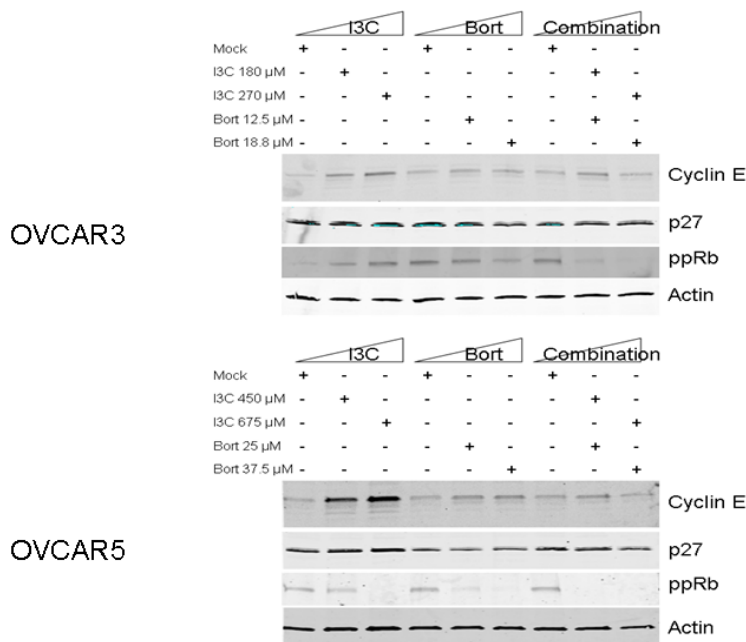 I3C Bort Combination
Mock + - - + - - + - -
I3C 180 µM - + - - - - - + -
I3C 270 µM - - + - - - - - +
Bort 12.5 µM - - - - + - - + -
Bort 18.8 µM - - - - - + - - +
Cyclin E
p27
OVCAR3
ppRb
Actin
I3C Bort Combination
Mock + - - + - - + - -
I3C 450 µM - + - - - - - + -
I3C 675 µM - - + - - - - - +
Bort 25 µM - - - - + - - + -
Bort 37.5 µM - - - - - + - - +
Cyclin E
OVCAR5
p27
ppRb
Actin